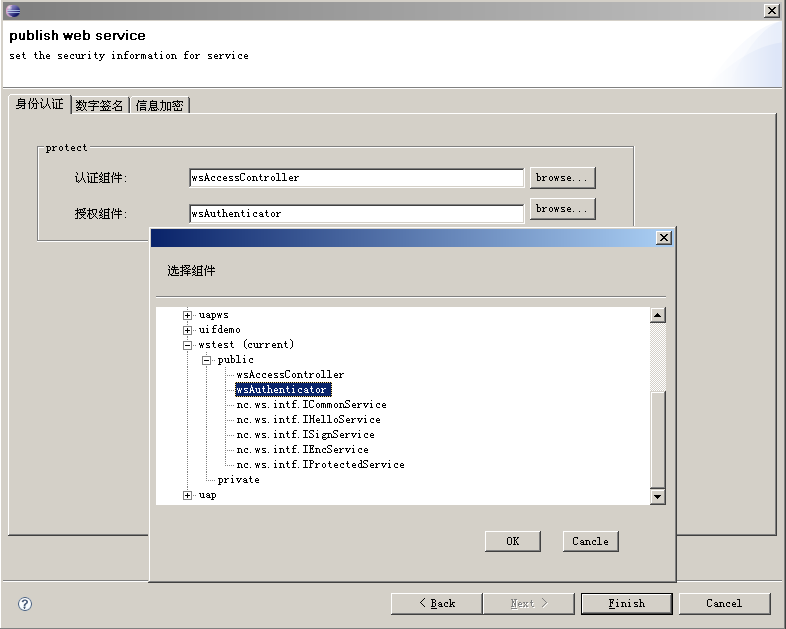 publish web service
set the security information for service
身份认证 数字签名 信息加密
protect
认证组件: wsAccessController browse...
授权组件: wsAuthenticator browse...
选择组件
uapws
uifdemo
wstest (current)
public
wsAccessController
wsAuthenticator
nc.ws.intf.ICommonService
nc.ws.intf.IHelloService
nc.ws.intf.ISignService
nc.ws.intf.IEncService
nc.ws.intf.IProtectedService
private
uap
OK Cancle
? < Back Next > Finish Cancel